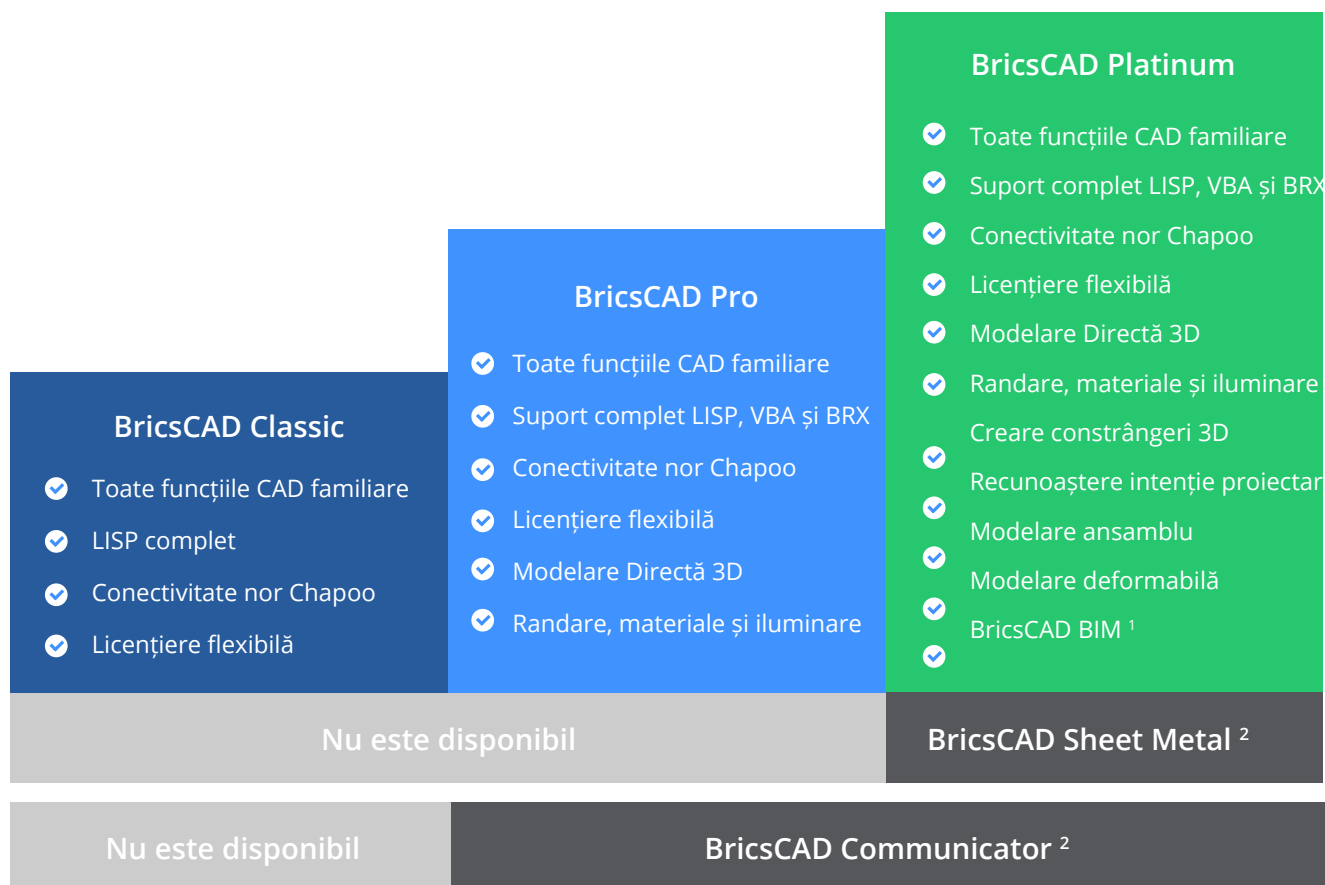 BricsCAD Classic
Toate funcțiile CAD familiare
LISP complet
Conectivitate nor Chapoo
Licențiere flexibilă
BricsCAD Pro
Toate funcțiile CAD familiare
Suport complet LISP, VBA și BRX
Conectivitate nor Chapoo
Licențiere flexibilă
Modelare Directă 3D
Randare, materiale și iluminare
BricsCAD Platinum
Toate funcțiile CAD familiare
Suport complet LISP, VBA și BRX
Conectivitate nor Chapoo
Licențiere flexibilă
Modelare Directă 3D
Randare, materiale și iluminare
Creare constrângeri 3D
Recunoaștere intenție proiectar
Modelare ansamblu
Modelare deformabilă
BricsCAD BIM ¹
Nu este disponibil
BricsCAD Sheet Metal ²
Nu este disponibil
BricsCAD Communicator ²